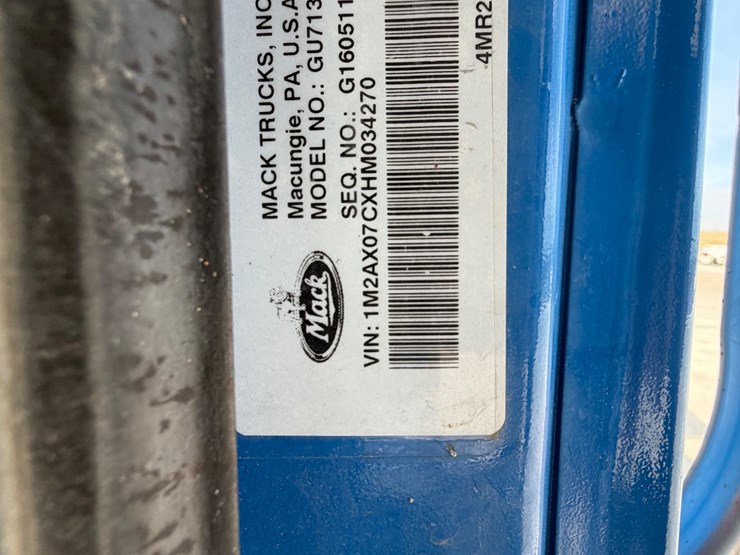 MACK TRUCKS, INC
Macungie, PA, U.S.A
MODEL NO.: GU713
SEQ. NO.: G160511
Mack
VIN: 1M2AX07CXHM034270
4MR2